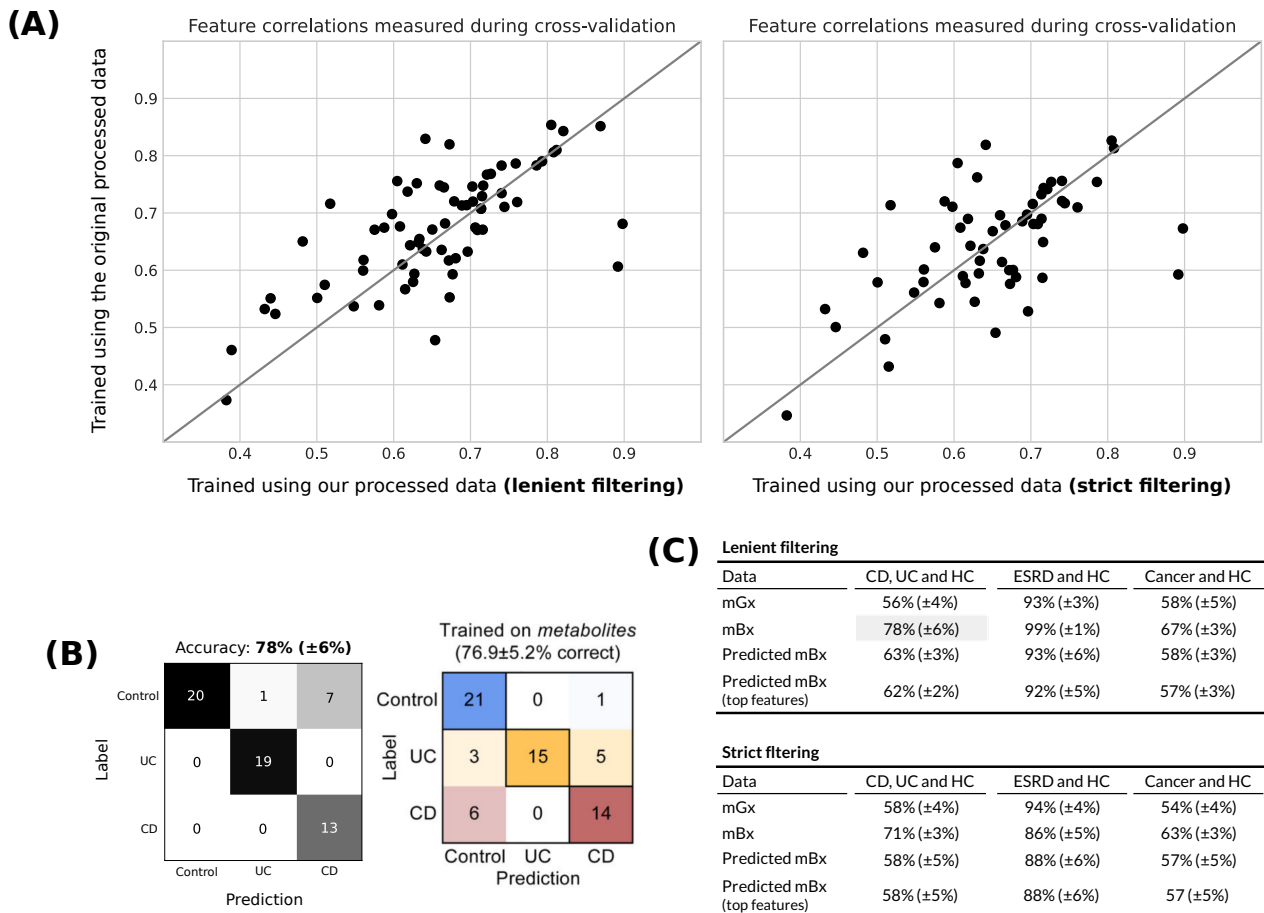 (A)
Feature correlations measured during cross-validation
Feature correlations measured during cross-validation
Trained using the original processed data
0.9
0.8
0.7
0.6
0.5
0.4
0.4 0.5 0.6 0.7 0.8 0.9
0.4 0.5 0.6 0.7 0.8 0.9
Trained using our processed data (lenient filtering)
Trained using our processed data (strict filtering)
(B)
Accuracy: 78% (±6%)
Label
Control 20 1 7
UC 0 19 0
CD 0 0 13
Control UC CD
Prediction
Trained on metabolites
(76.9±5.2% correct)
Label
Control 21 0 1
UC 3 15 5
CD 6 0 14
Control UC CD
Prediction
(C)
Lenient filtering
Data CD, UC and HC ESRD and HC Cancer and HC
mGx 56% (±4%) 93% (±3%) 58% (±5%)
mBx 78% (±6%) 99% (±1%) 67% (±3%)
Predicted mBx 63% (±3%) 93% (±6%) 58% (±3%)
Predicted mBx
(top features) 62% (±2%) 92% (±5%) 57% (±3%)
Strict fltering
Data CD, UC and HC ESRD and HC Cancer and HC
mGx 58% (±4%) 94% (±4%) 54% (±4%)
mBx 71% (±3%) 86% (±5%) 63% (±3%)
Predicted mBx 58% (±5%) 88% (±6%) 57% (±5%)
Predicted mBx
(top features) 58% (±5%) 88% (±6%) 57 (±5%)